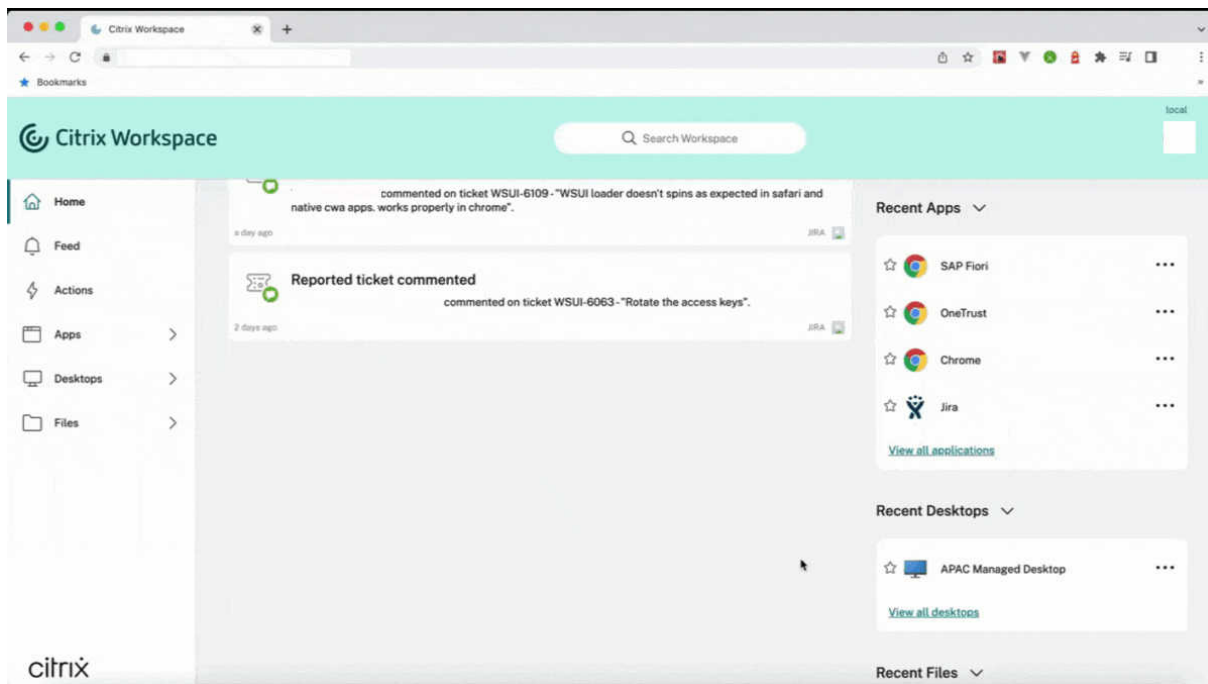 Citrix Workspace
Bookmarks
local
Citrix Workspace
Search Workspace
Home
Feed
Actions
Apps
Desktops
Files
commented on ticket WSUI-6109 - "WSUI loader doesn't spins as expected in safari and
native cwa apps. works properly in chrome".
a day ago
JIRA
Reported ticket commented
commented on ticket WSUI-6063 - "Rotate the access keys".
2 days ago
JIRA
Recent Apps
SAP Fiori
OneTrust
Chrome
Jira
View all applications
Recent Desktops
APAC Managed Desktop
View all desktops
Recent Files
citrix